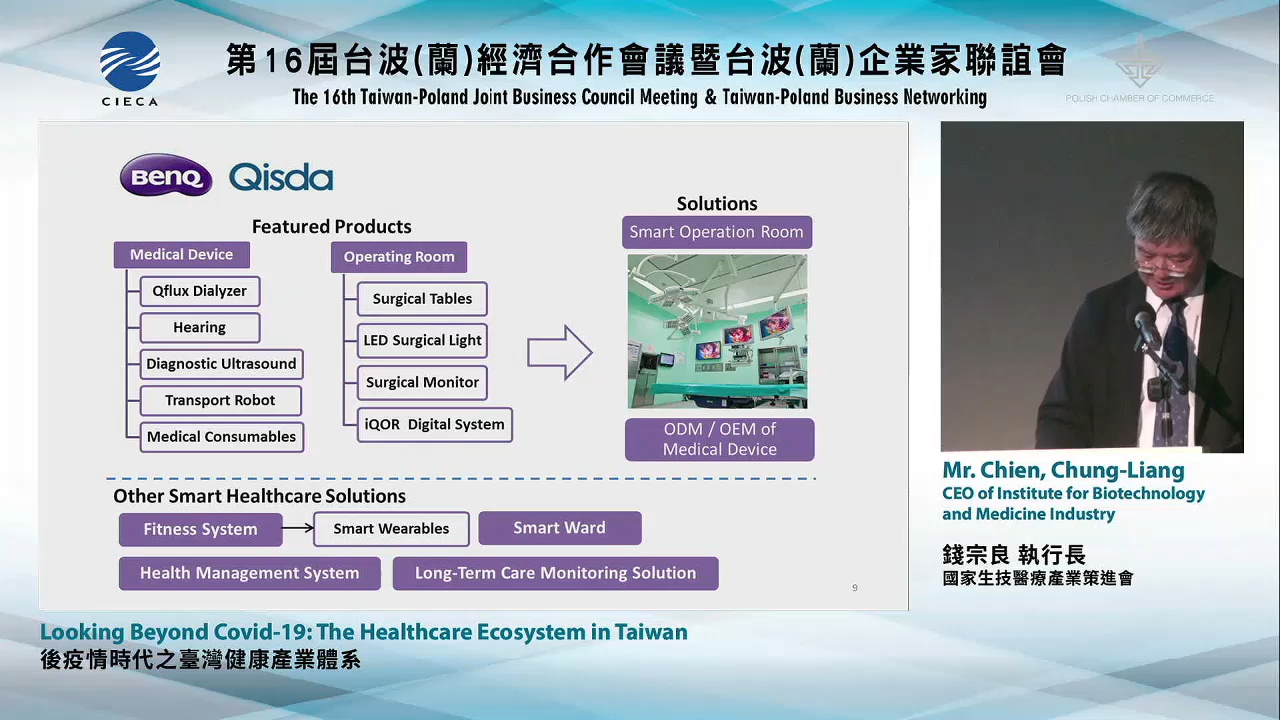 CIECA
第16屆台波(蘭)經濟合作會議暨台波(蘭)企業家聯誼會
The 16th Taiwan-Poland Joint Business Council Meeting & Taiwan-Poland Business Networking
POLISH CHAMBER OF COMMERCE
BenQ Qisda
Featured Products
Medical Device
Qflux Dialyzer
Hearing
Diagnostic Ultrasound
Transport Robot
Medical Consumables
Operating Room
Surgical Tables
LED Surgical Light
Surgical Monitor
iQOR Digital System
Solutions
Smart Operation Room
ODM / OEM of
Medical Device
Other Smart Healthcare Solutions
Fitness System
Smart Wearables
Smart Ward
Health Management System
Long-Term Care Monitoring Solution
9
Mr. Chien, Chung-Liang
CEO of Institute for Biotechnology
and Medicine Industry
錢宗良 執行長
國家生技醫療產業策進會
Looking Beyond Covid-19: The Healthcare Ecosystem in Taiwan
後疫情時代之臺灣健康產業體系